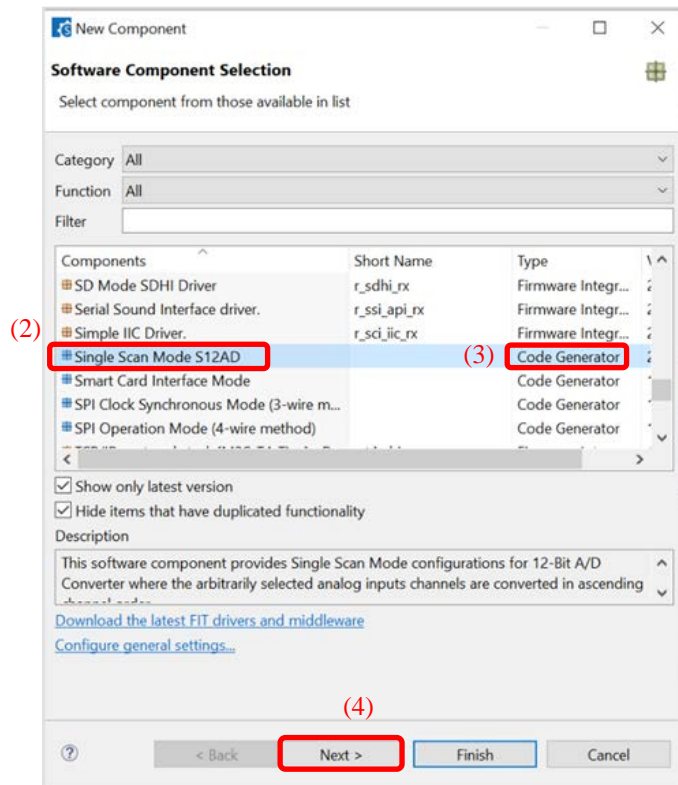 New Component
Software Component Selection
Select component from those available in list
Category All
Function All
Filter
Components Short Name Type
SD Mode SDHI Driver r_sdhi_rx Firmware Integr... 2
Serial Sound Interface driver. r_ssi_api_rx Firmware Integr... 2
(2) Simple IIC Driver. r_sci_iic_rx Firmware Integr... 2
Single Scan Mode S12AD (3) Code Generator 2
Smart Card Interface Mode Code Generator
SPI Clock Synchronous Mode (3-wire m... Code Generator
SPI Operation Mode (4-wire method) Code Generator
Show only latest version
Hide items that have duplicated functionality
Description
This software component provides Single Scan Mode configurations for 12-Bit A/D
Converter where the arbitrarily selected analog inputs channels are converted in ascending
Download the latest FIT drivers and middleware
Configure general settings...
(4)
? < Back Next > Finish Cancel